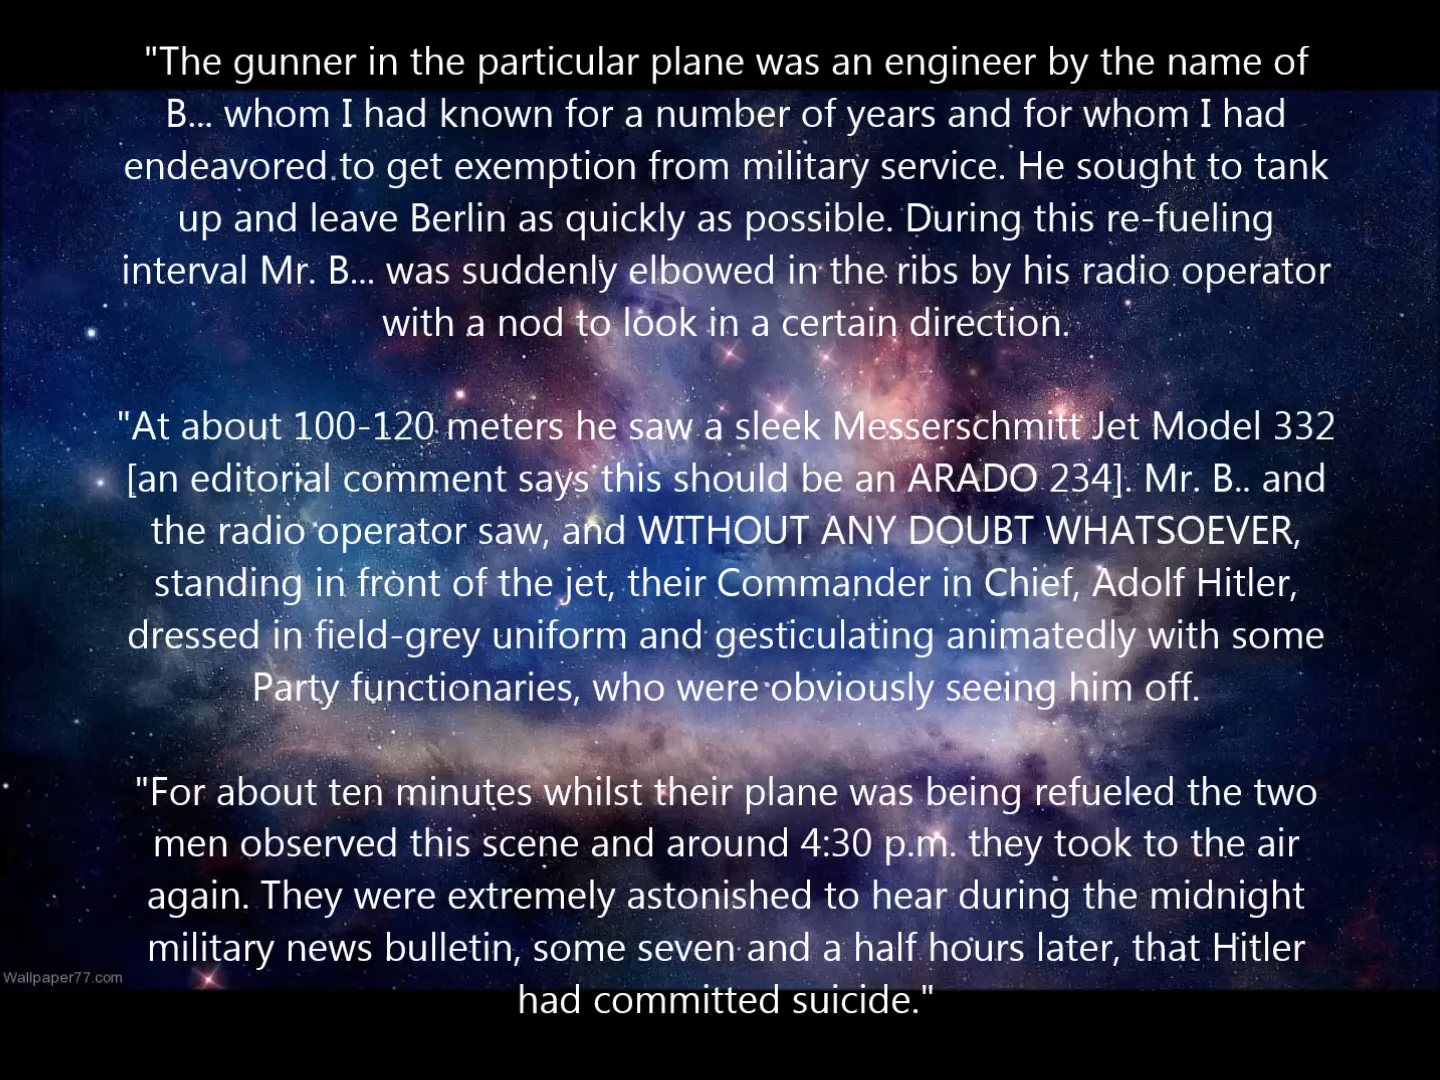 "The gunner in the particular plane was an engineer by the name of
B... whom I had known for a number of years and for whom I had
endeavored to get exemption from military service. He sought to tank
up and leave Berlin as quickly as possible. During this re-fueling
interval Mr. B... was suddenly elbowed in the ribs by his radio operator
with a nod to look in a certain direction.
"At about 100-120 meters he saw a sleek Messerschmitt Jet Model 332
[an editorial comment says this should be an ARADO 234]. Mr. B.. and
the radio operator saw, and WITHOUT ANY DOUBT WHATSOEVER,
standing in front of the jet, their Commander in Chief, Adolf Hitler,
dressed in field-grey uniform and gesticulating animatedly with some
Party functionaries, who were obviously seeing him off.
"For about ten minutes whilst their plane was being refueled the two
men observed this scene and around 4:30 p.m. they took to the air
again. They were extremely astonished to hear during the midnight
military news bulletin, some seven and a half hours later, that Hitler
had committed suicide."
Wallpaper77.com